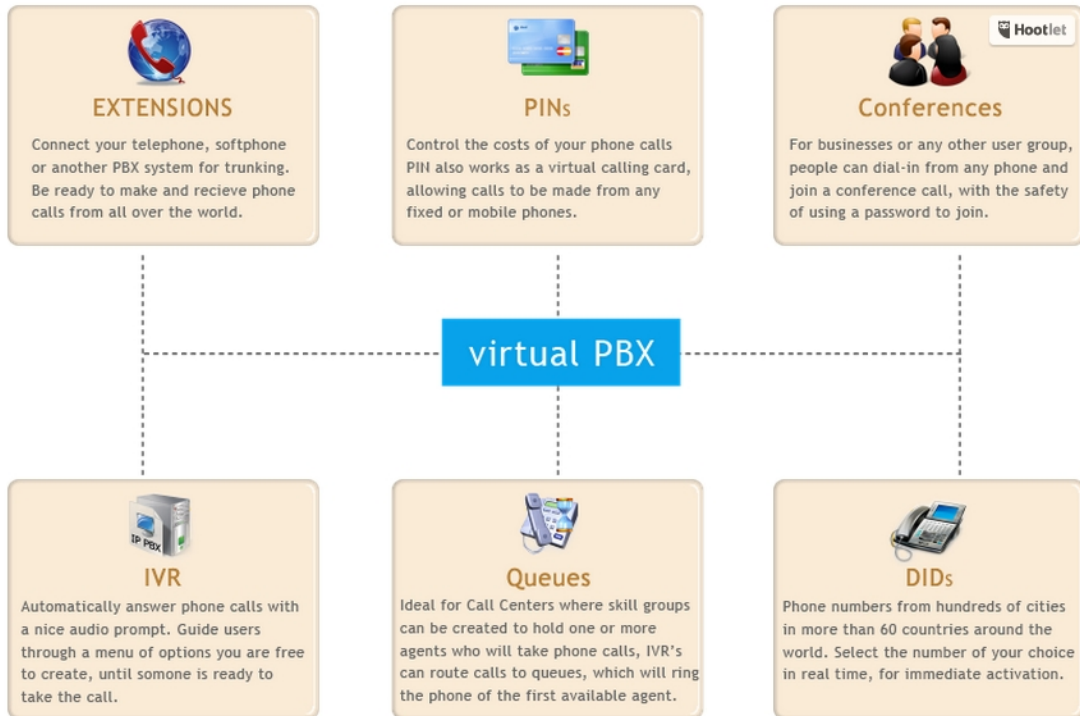 EXTENSIONS
Connect your telephone, softphone
or another PBX system for trunking.
Be ready to make and recieve phone
calls from all over the world.
PINs
Control the costs of your phone calls
PIN also works as a virtual calling card,
allowing calls to be made from any
fixed or mobile phones.
Hootlet
Conferences
For businesses or any other user group,
people can dial-in from any phone and
join a conference call, with the safety
of using a password to join.
virtual PBX
IP PBX
IVR
Automatically answer phone calls with
a nice audio prompt. Guide users
through a menu of options you are free
to create, until somone is ready to
take the call.
Queues
Ideal for Call Centers where skill groups
can be created to hold one or more
agents who will take phone calls, IVR's
can route calls to queues, which will ring
the phone of the first available agent.
DIDs
Phone numbers from hundreds of cities
in more than 60 countries around the
world. Select the number of your choice
in real time, for immediate activation.